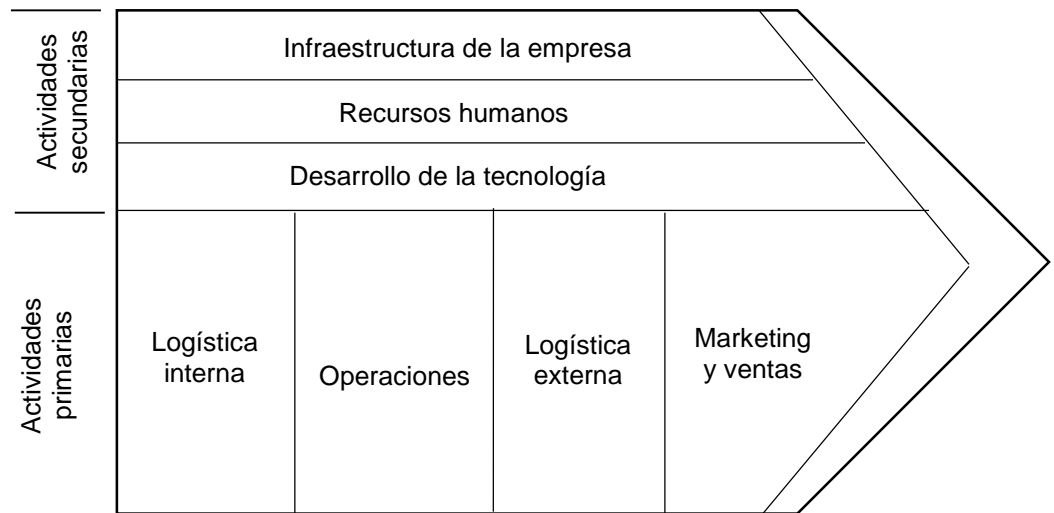 Actividades
secundarias
Infraestructura de la empresa
Recursos humanos
Desarrollo de la tecnología
Actividades
primarias
Logística
interna
Operaciones
Logística
externa
Marketing
y ventas